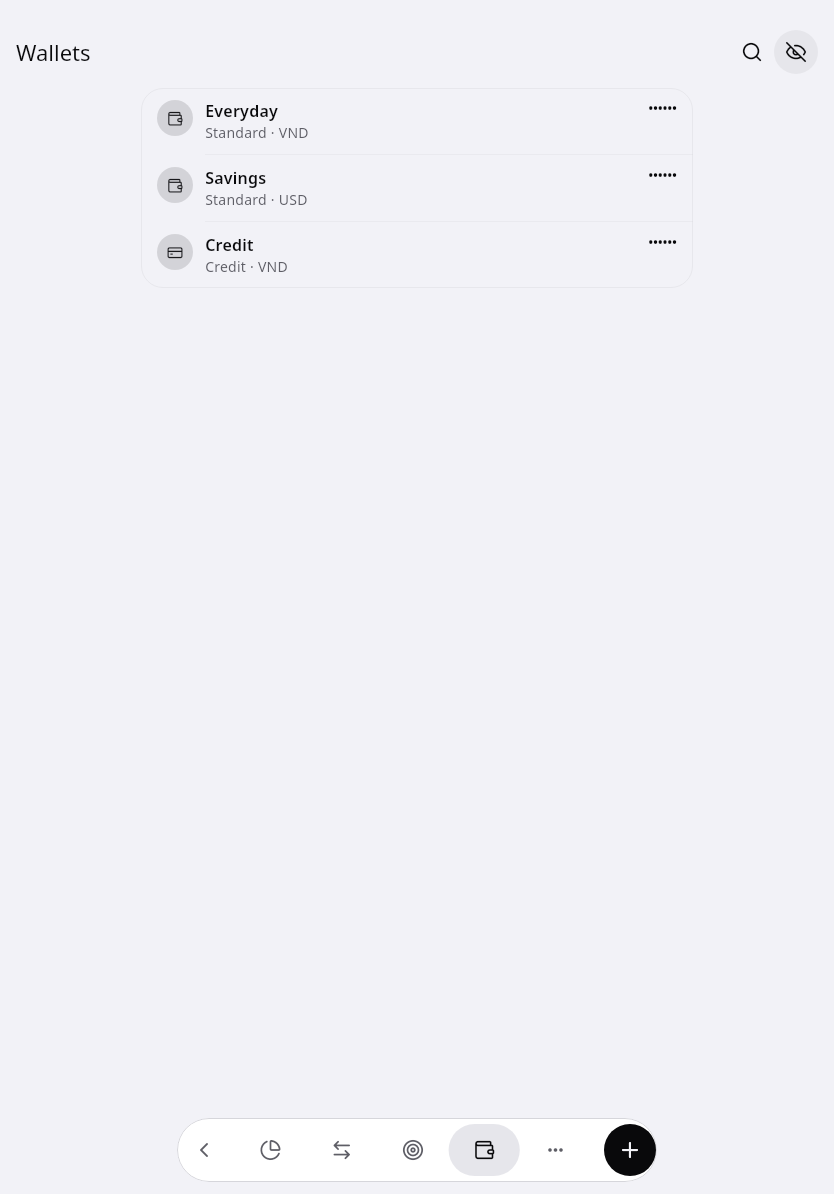 Wallets
Everyday
••••••
Standard · VND
Savings
••••••
Standard · USD
Credit
••••••
Credit · VND